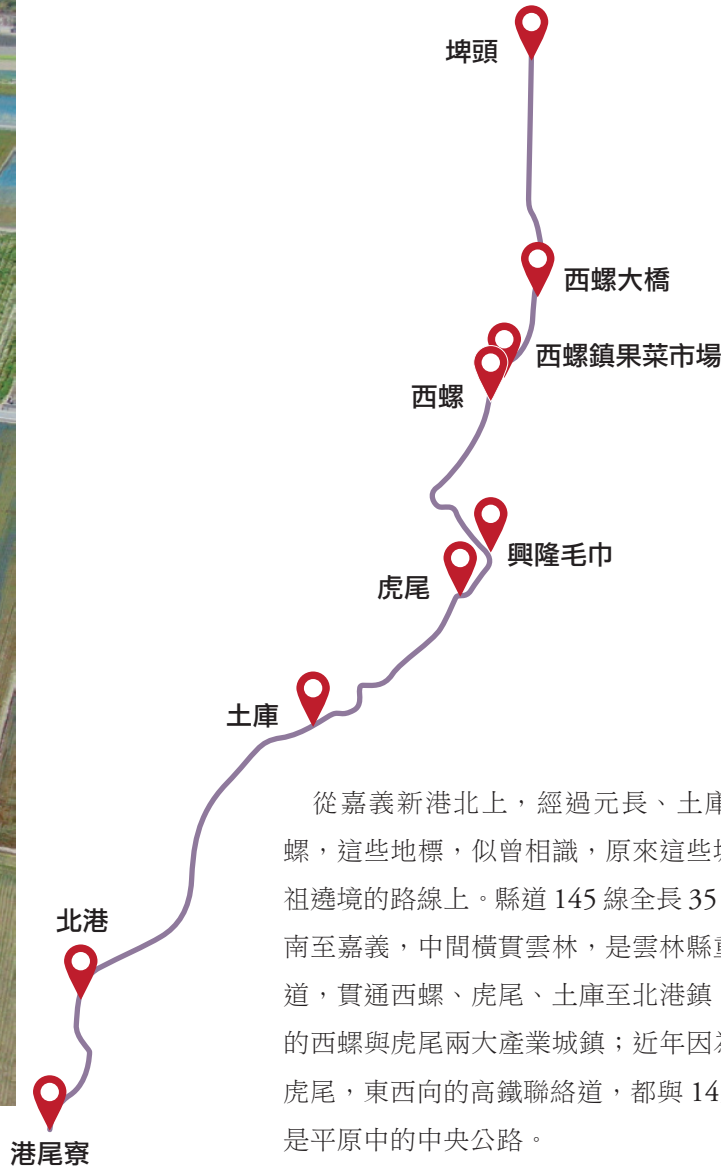 埤頭
西螺大橋
西螺鎮果菜市場
西螺
興隆毛巾
虎尾
土庫
北港
港尾寮
從嘉義新港北上，經過元長、土庫
螺，這些地標，似曾相識，原來這些
祖遶境的路線上。縣道 145 線全長 35
南至嘉義，中間橫貫雲林，是雲林縣
道，貫通西螺、虎尾、土庫至北港鎮
的西螺與虎尾兩大產業城鎮；近年因
虎尾，東西向的高鐵聯絡道，都與 14
是平原中的中央公路。